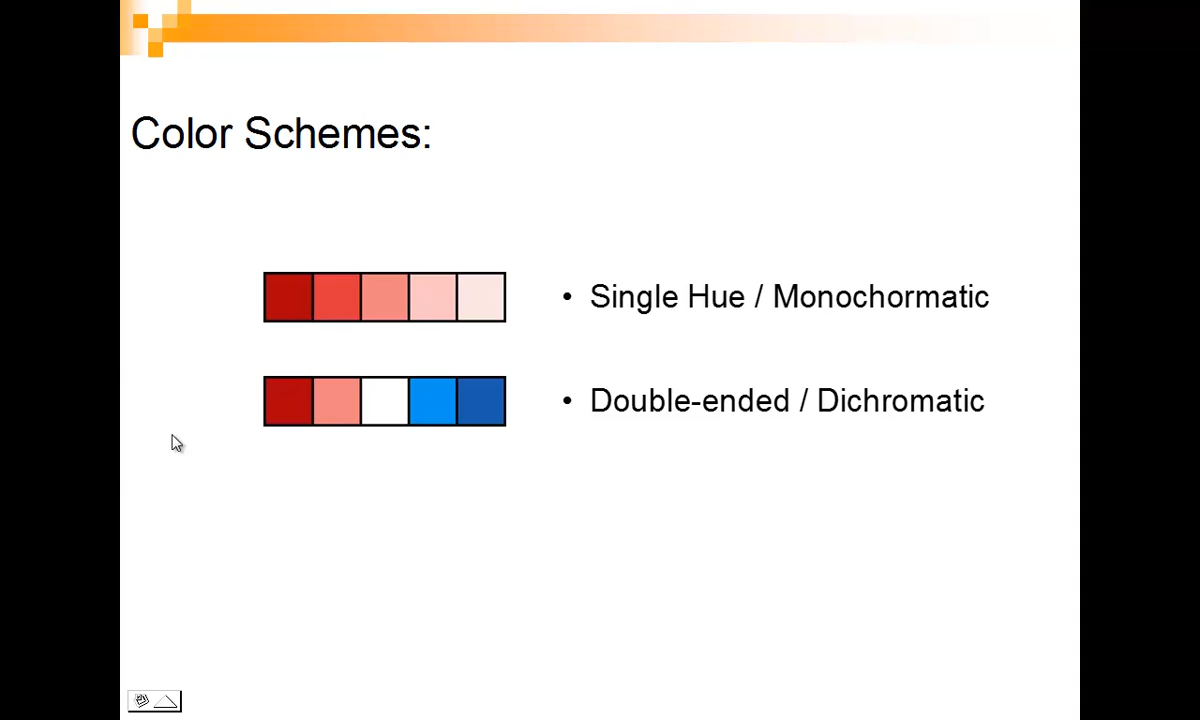 Color Schemes:
• Single Hue / Monochormatic
• Double-ended / Dichromatic